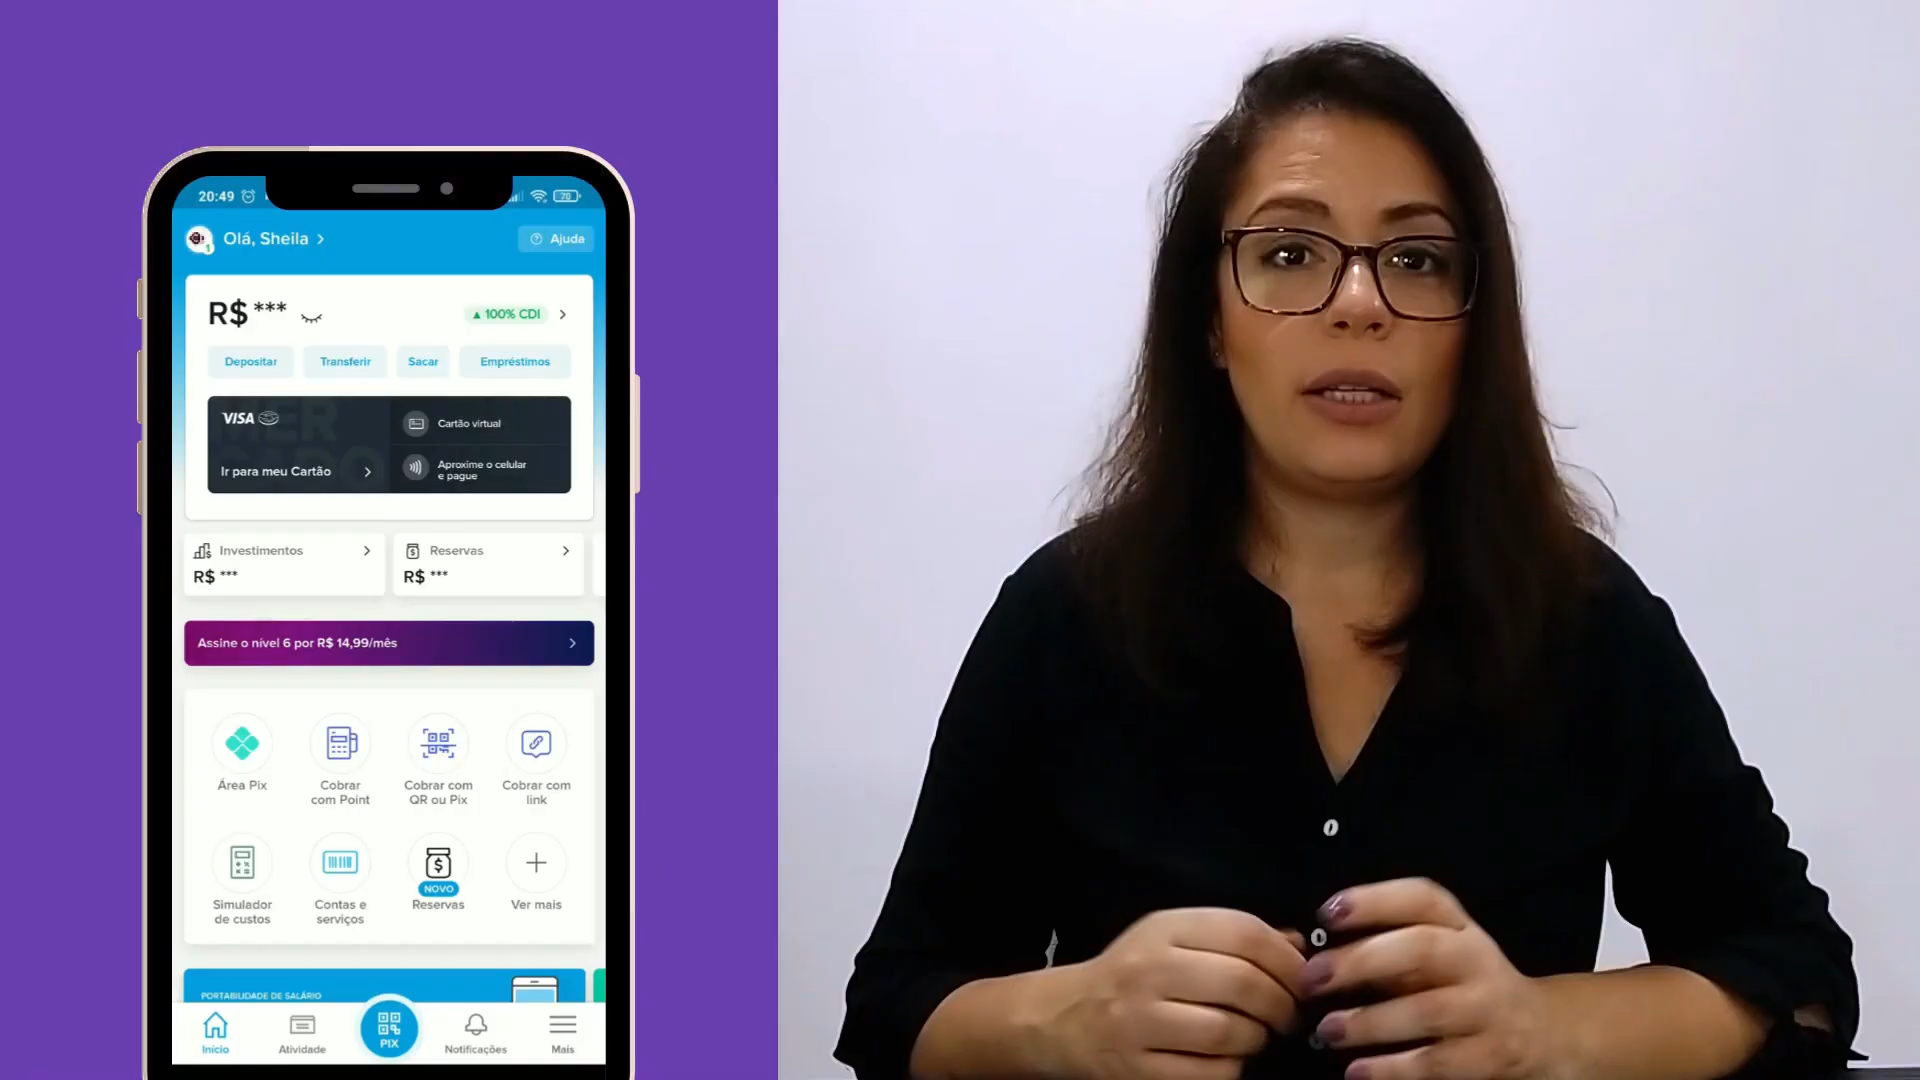 20:49
70
Olá, Sheila
Ajuda
R$ ***
100% CDI
Depositar
Transferir
Sacar
Empréstimos
VISA
Cartão virtual
Ir para meu Cartão
Aproxime o celular
e pague
Investimentos
R$ ***
Reservas
R$ ***
Assine o nível 6 por R$ 14,99/mês
Área Pix
Cobrar
com Point
Cobrar com
QR ou Pix
Cobrar com
link
Simulador
de custos
Contas e
serviços
NOVO
Reservas
Ver mais
PORTABILIDADE DE SALÁRIO
Início
Atividade
PIX
Notificações
Mais